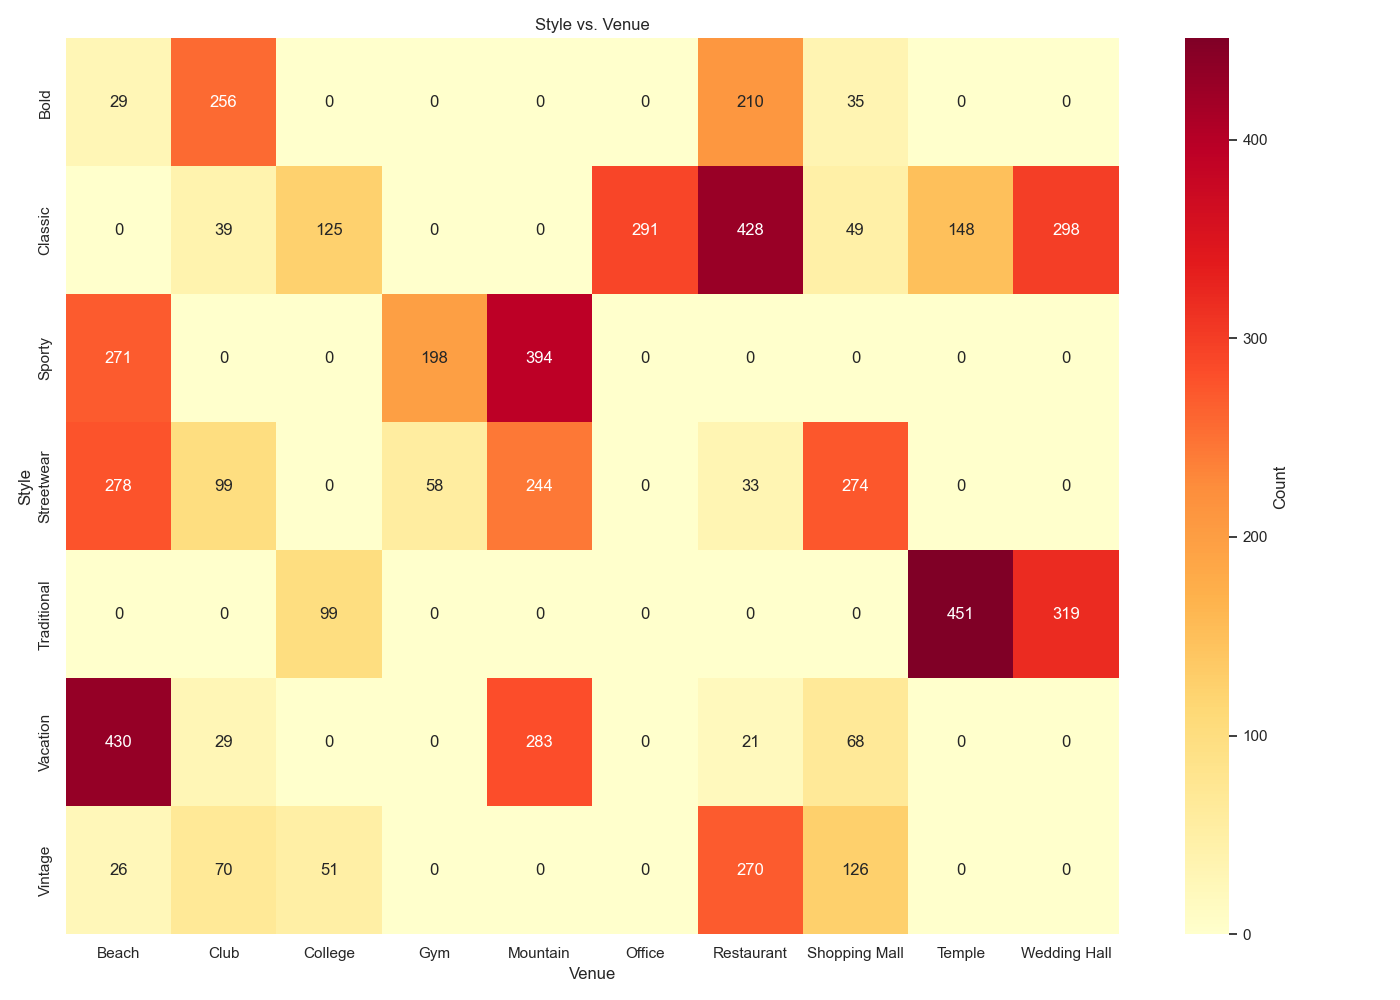 Style vs. Venue
Style
Bold 29 256 0 0 0 0 210 35 0 0
Classic 0 39 125 0 0 291 428 49 148 298
Sporty 271 0 0 198 394 0 0 0 0 0
Streetwear 278 99 0 58 244 0 33 274 0 0
Traditional 0 0 99 0 0 0 0 0 451 319
Vacation 430 29 0 0 283 0 21 68 0 0
Vintage 26 70 51 0 0 0 270 126 0 0
Beach Club College Gym Mountain Office Restaurant Shopping Mall Temple Wedding Hall
Venue
400
300
200
100
0
Count